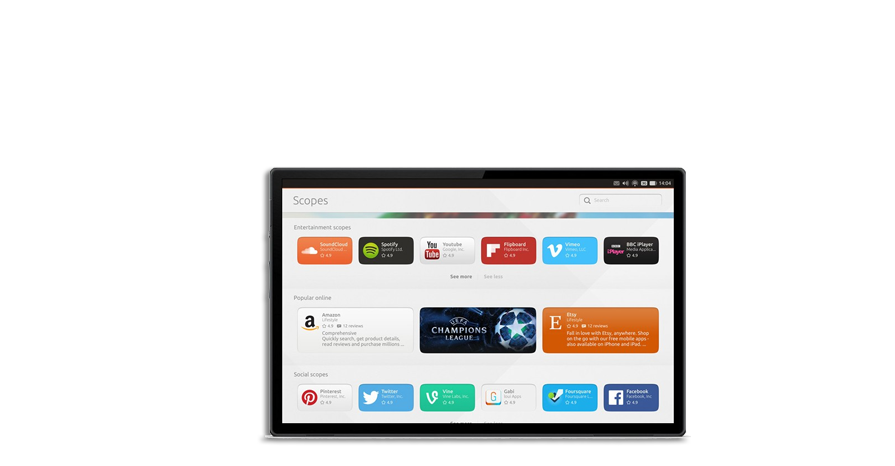 14:04
Scopes
Search
Entertainment scopes
SoundCloud
SoundCloud ...
4.9
Spotify
Spotify Ltd.
4.9
You
Tube
Youtube
Google, Inc.
4.9
Flipboard
Flipboard Inc.
4.9
Vimeo
Vimeo, LLC
4.9
BBC
iPlayer
BBC iPlayer
Media Applica...
4.9
See more
See less
Popular online
a
Amazon
Lifestyle
4.9 13 reviews
Comprehensive
Quickly search, get product details,
read reviews and purchase millions...
UEFA
CHAMPIONS
LEAGUE
E
Etsy
Lifestyle
4.9 13 reviews
Fall in love with Etsy, anywhere. Shop
on the go with our free mobile apps -
also available on iPhone and iPad. ...
Social scopes
Pinterest
Pinterest, Inc.
4.9
Twitter
Twitter, Inc.
4.9
Vine
Vine Labs, Inc.
4.9
G
Gabi
4.9
Foursquare
Foursquare L...
4.9
Facebook
Facebook, Inc.
4.9